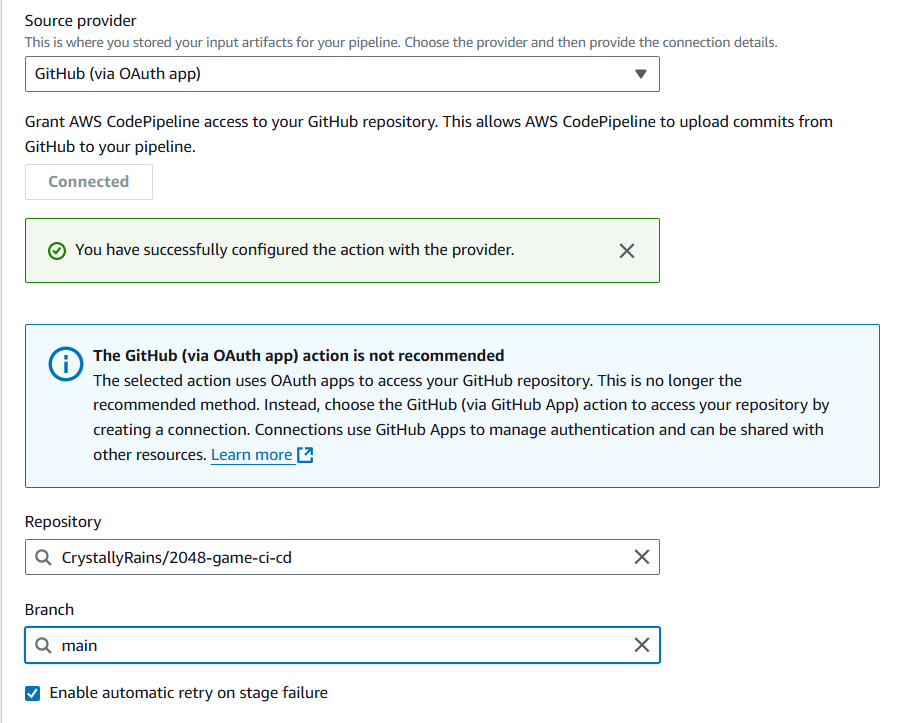 Source provider
This is where you stored your input artifacts for your pipeline. Choose the provider and then provide the connection details.
GitHub (via OAuth app)
Grant AWS CodePipeline access to your GitHub repository. This allows AWS CodePipeline to upload commits from
GitHub to your pipeline.
Connected
You have successfully configured the action with the provider.
The GitHub (via OAuth app) action is not recommended
The selected action uses OAuth apps to access your GitHub repository. This is no longer the
recommended method. Instead, choose the GitHub (via GitHub App) action to access your repository by
creating a connection. Connections use GitHub Apps to manage authentication and can be shared with
other resources. Learn more
Repository
CrystallyRains/2048-game-ci-cd
Branch
main
Enable automatic retry on stage failure